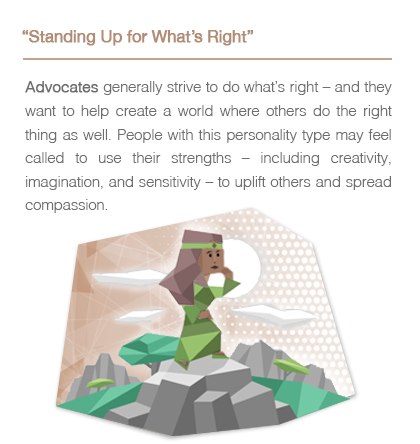 “Standing Up for What’s Right”
Advocates generally strive to do what’s right – and they
want to help create a world where others do the right
thing as well. People with this personality type may feel
called to use their strengths – including creativity,
imagination, and sensitivity – to uplift others and spread
compassion.